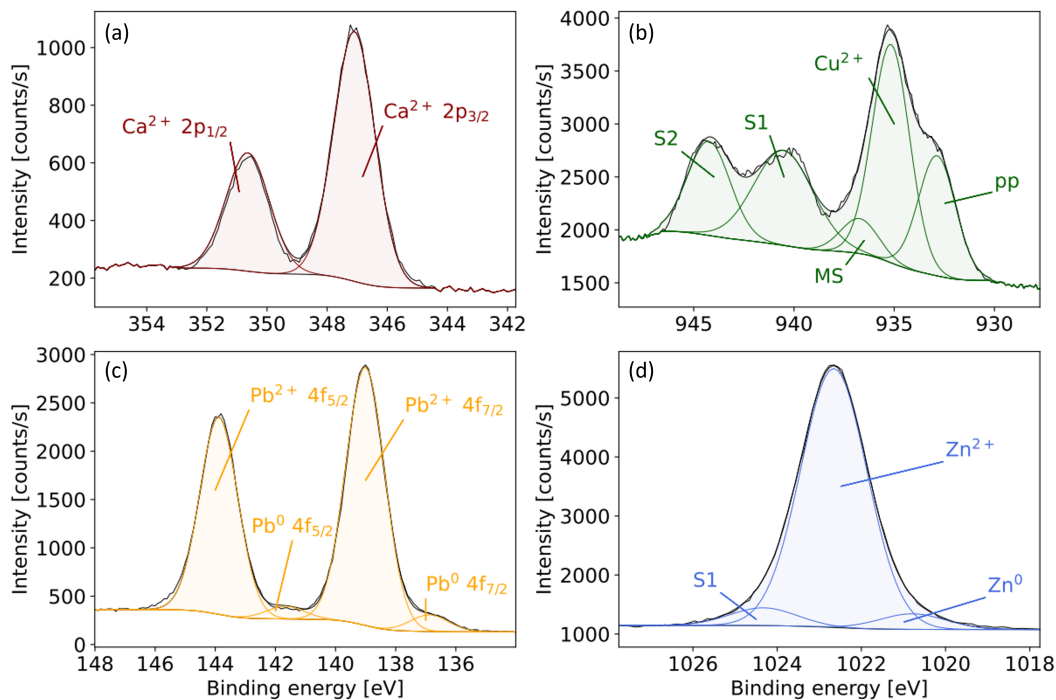 (a)
Intensity [counts/s]
1000
800
600
400
200
Ca²⁺ 2p₁/₂
Ca²⁺ 2p₃/₂
354 352 350 348 346 344 342
(b)
Intensity [counts/s]
4000
3500
3000
2500
2000
1500
Cu²⁺
S1
S2
pp
MS
945 940 935 930
(c)
Intensity [counts/s]
3000
2500
2000
1500
1000
500
0
Pb²⁺ 4f₅/₂
Pb²⁺ 4f₇/₂
Pb⁰ 4f₅/₂
Pb⁰ 4f₇/₂
148 144 142 139 136
Binding energy [eV]
(d)
Intensity [counts/s]
5000
4000
3000
2000
1000
Zn²⁺
S1
Zn⁰
1026 1024 1022 1020 1018
Binding energy [eV]